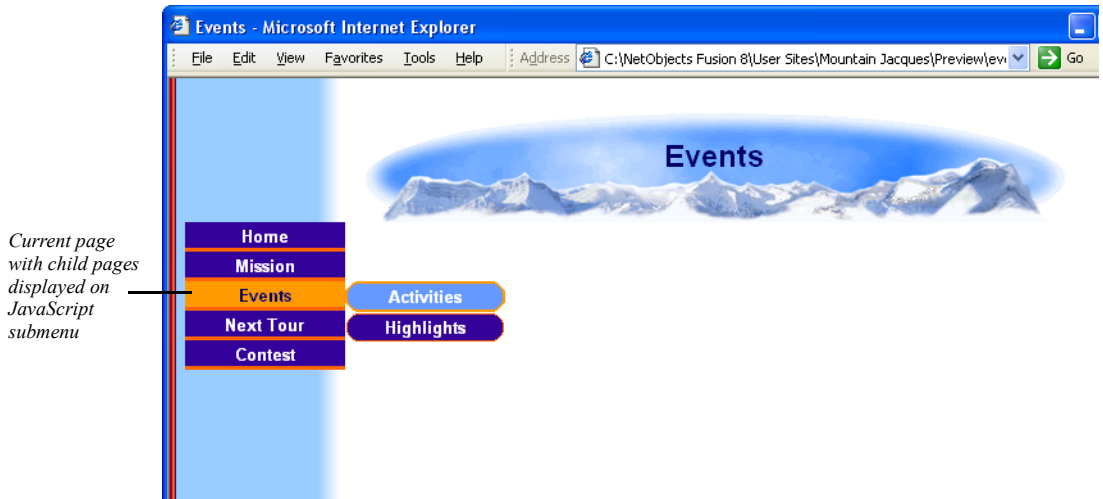 Events - Microsoft Internet Explorer
File Edit View Favorites Tools Help Address C:\NetObjects Fusion 8\User Sites\Mountain Jacques\Preview\ev Go
Events
Home
Mission
Events
Activities
Next Tour
Highlights
Contest
Current page
with child pages
displayed on
JavaScript
submenu